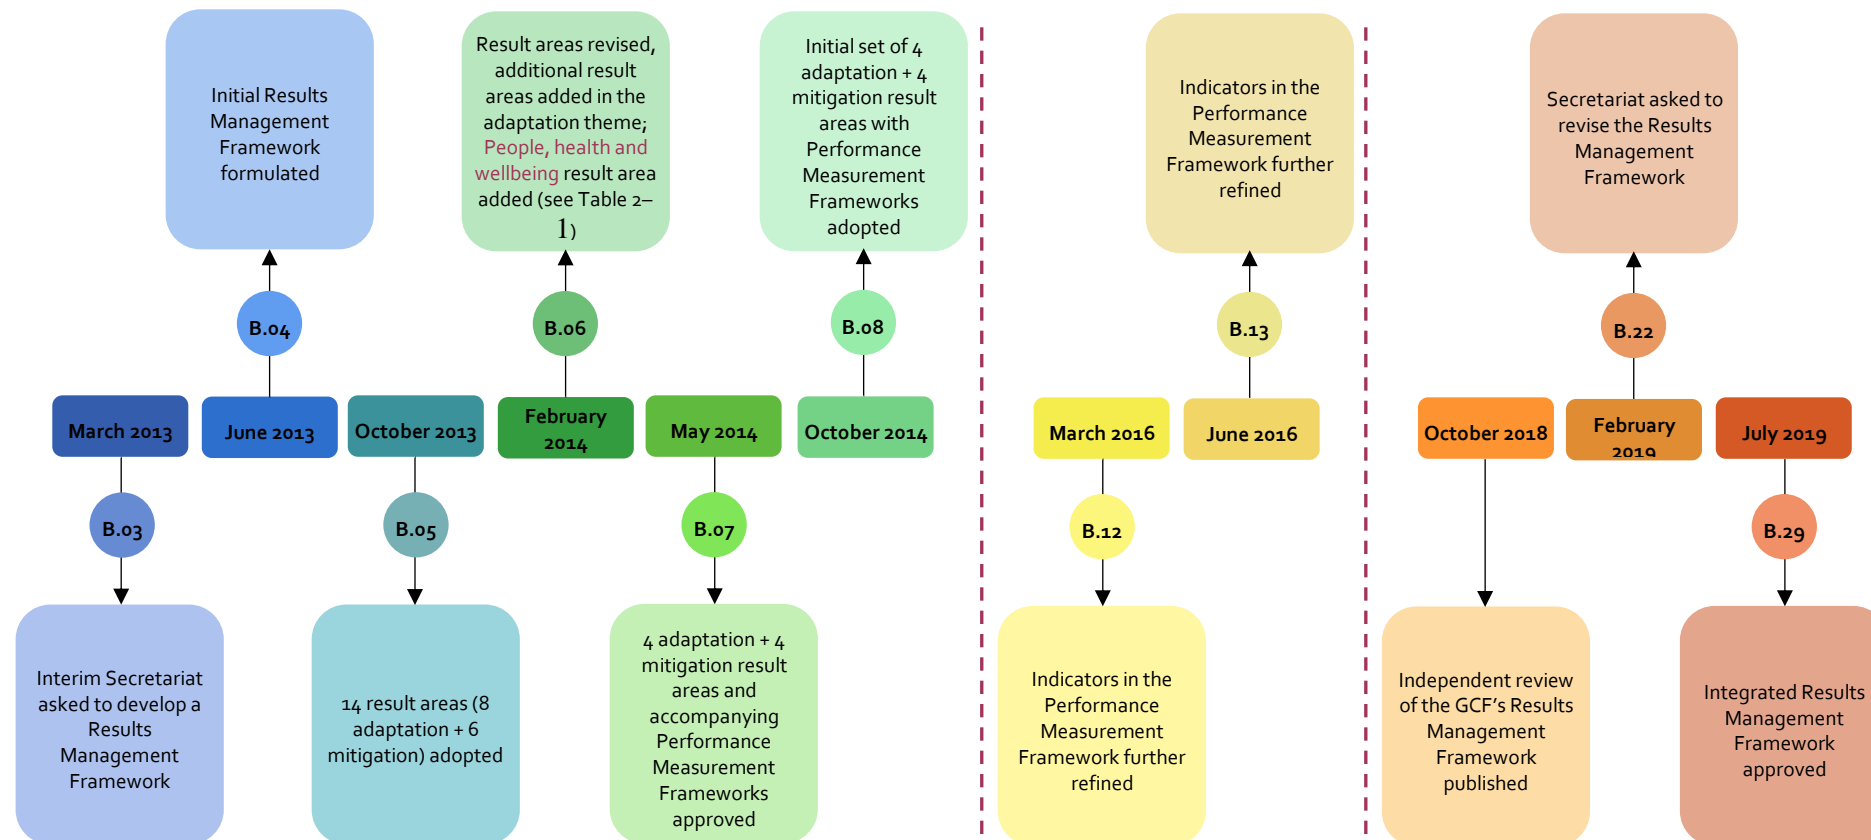 Initial Results
Management
Framework
formulated
Result areas revised,
additional result
areas added in the
adaptation theme;
People, health and
wellbeing result area
added (see Table 2–
1)
Initial set of 4
adaptation + 4
mitigation result
areas with
Performance
Measurement
Frameworks
adopted
Indicators in the
Performance
Measurement
Framework further
refined
Secretariat asked to
revise the Results
Management
Framework
B.04
B.06
B.08
B.13
B.22
March 2013
June 2013
October 2013
February
2014
May 2014
October 2014
March 2016
June 2016
October 2018
February
2019
July 2019
B.03
B.05
B.07
B.12
B.29
Interim Secretariat
asked to develop a
Results
Management
Framework
14 result areas (8
adaptation + 6
mitigation) adopted
4 adaptation + 4
mitigation result
areas and
accompanying
Performance
Measurement
Frameworks
approved
Indicators in the
Performance
Measurement
Framework further
refined
Independent review
of the GCF's Results
Management
Framework
published
Integrated Results
Management
Framework
approved